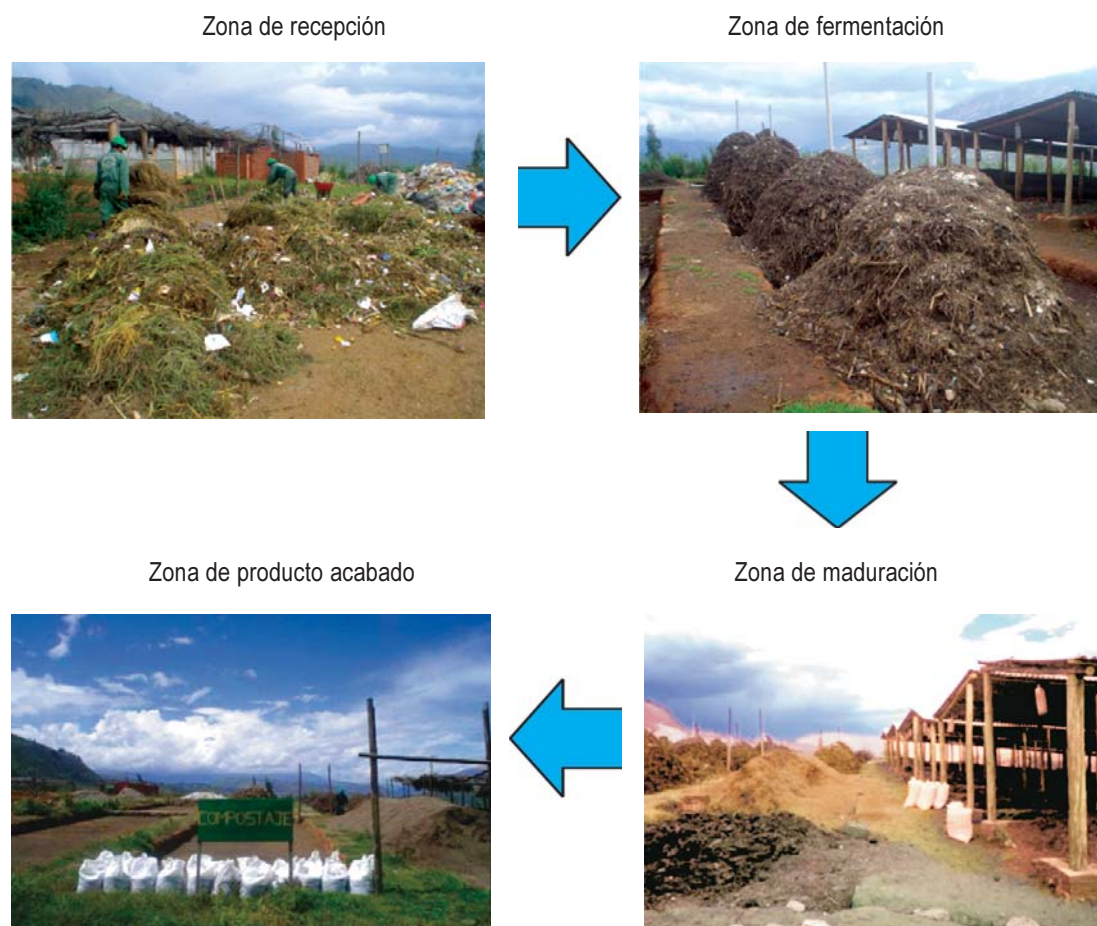 Zona de recepción
Zona de fermentación
Zona de producto acabado
Zona de maduración
COMPOSTAJE